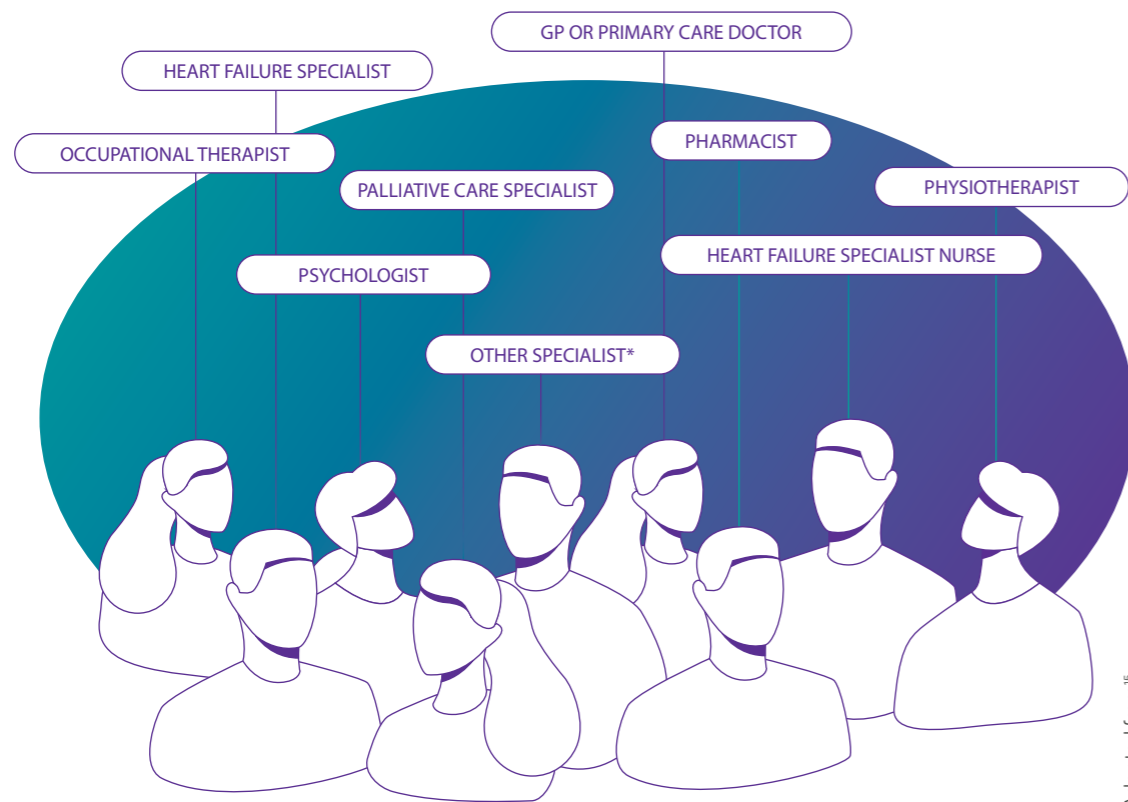 GP OR PRIMARY CARE DOCTOR
HEART FAILURE SPECIALIST
PHARMACIST
OCCUPATIONAL THERAPIST
PALLIATIVE CARE SPECIALIST
PHYSIOTHERAPIST
HEART FAILURE SPECIALIST NURSE
PSYCHOLOGIST
OTHER SPECIALIST*
15